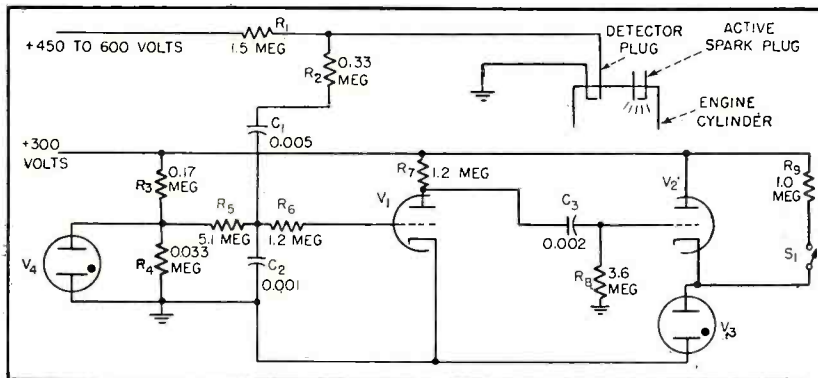 +450 TO 600 VOLTS
R1
1.5 MEG
R2
0.33
MEG
DETECTOR
PLUG
ACTIVE
SPARK PLUG
ENGINE
CYLINDER
C1
0.005
+300
VOLTS
R3
0.17
MEG
R7
1.2 MEG
V1
V2
R9
1.0
MEG
R5
5.1 MEG
R6
1.2 MEG
C3
0.002
S1
V4
R4
0.033
MEG
C2
0.001
R8
3.6
MEG
V3